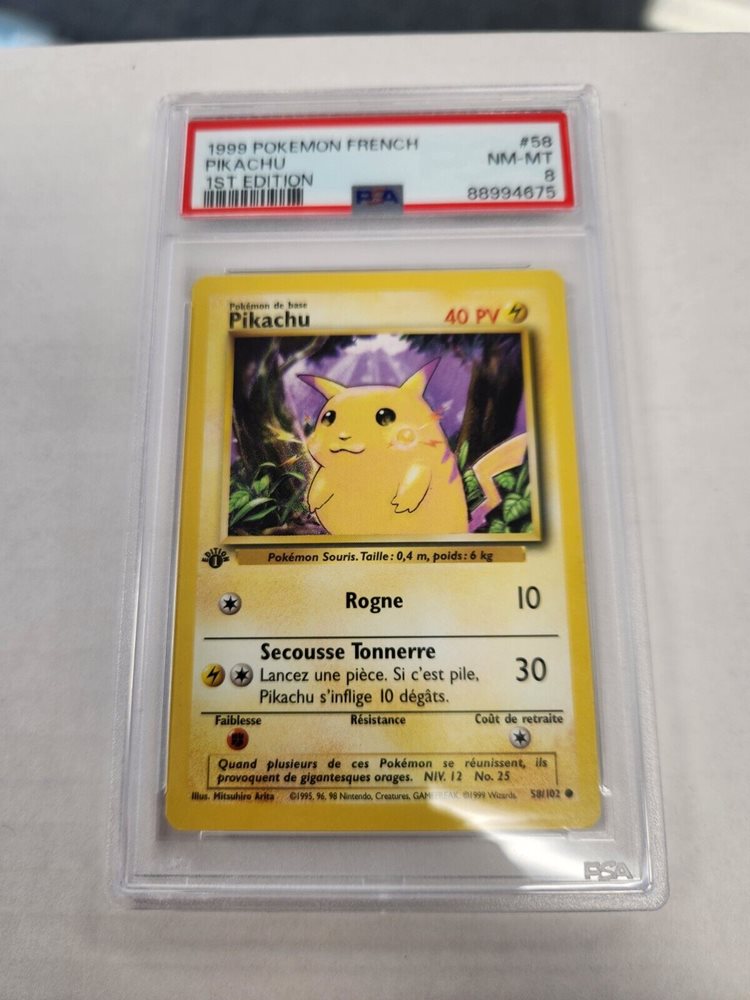 1999 POKEMON FRENCH #58
PIKACHU NM-MT
1ST EDITION 8
PSA 88994675
Pokémon de base
Pikachu 40 PV
EDITION 1
Pokémon Souris. Taille : 0,4 m, poids : 6 kg
Rogne 10
Secousse Tonnerre
Lancez une pièce. Si c'est pile, 30
Pikachu s'inflige 10 dégâts.
Faiblesse Résistance Coût de retraite
Quand plusieurs de ces Pokémon se réunissent, ils
provoquent de gigantesques orages. NIV. 12 No. 25
Illus. Mitsuhiro Arita ©1995, 96, 98 Nintendo, Creatures, GAMEFREAK. ©1999 Wizards. 58/102
PSA